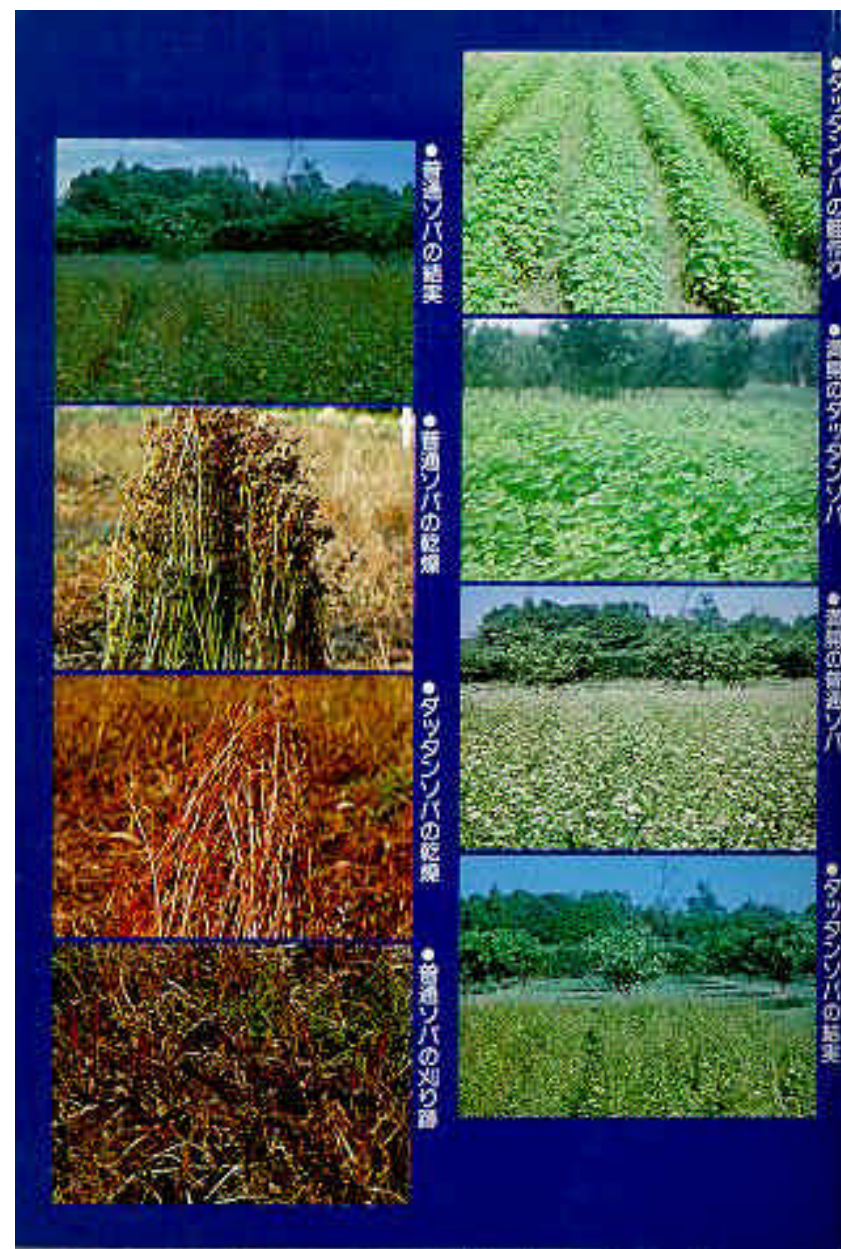 ●タッタンソバの畑作り
●満開のダッタンソバ
●満開の普通ソバ
●ダッタンソバの結実
●普通ソバの結実
●普通ソバの乾燥
●ダッタンソバの乾燥
●普通ソバの刈り跡